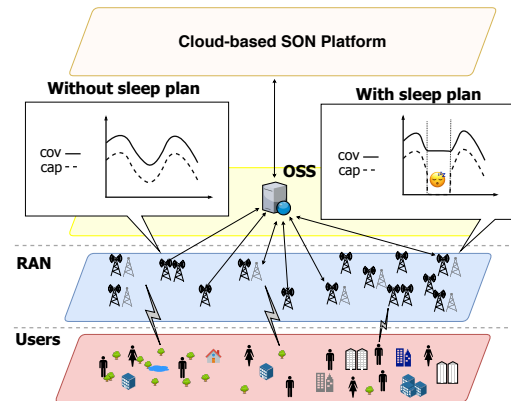 Cloud-based SON Platform
Without sleep plan
With sleep plan
cov
cap
cov
cap
OSS
RAN
Users